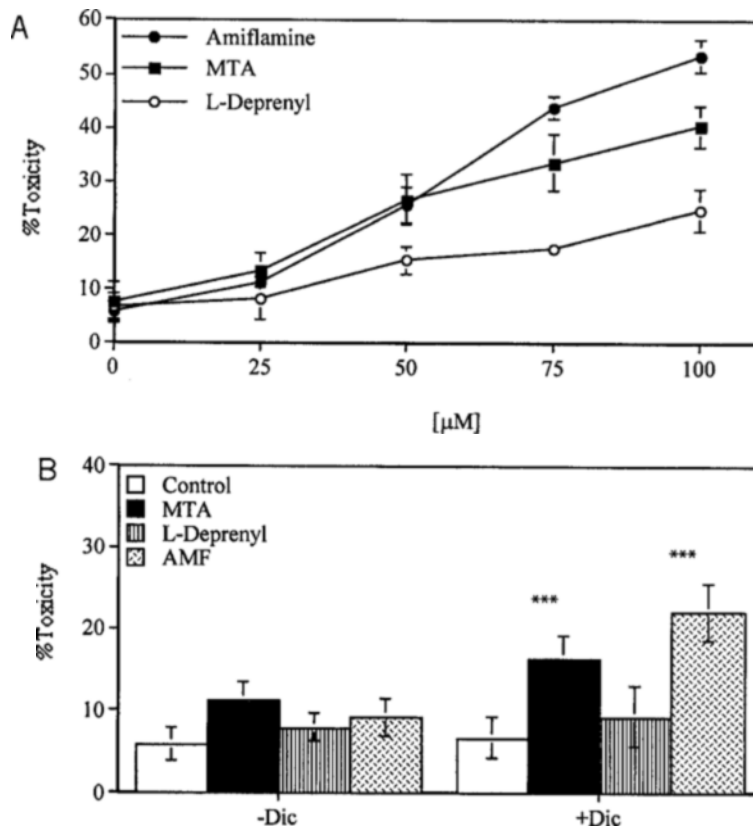 A
60
Amiflamine
50
MTA
40
L-Deprenyl
30
20
10
0
%Toxicity
0 25 50 75 100
[μM]
B
40
Control
MTA
30
L-Deprenyl
AMF
***
***
20
10
0
%Toxicity
-Dic +Dic